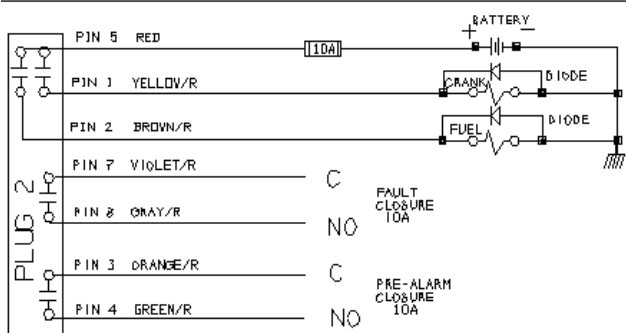 BATTERY
+ −
PIN 5 RED
10A
PIN 1 YELLOW/R
CRANK
DIODE
PIN 2 BROWN/R
FUEL
DIODE
PIN 7 VIOLET/R
C
FAULT
CLOSURE
10A
PIN 8 GRAY/R
NO
PLUG 2
PIN 3 ORANGE/R
C
PRE-ALARM
CLOSURE
10A
PIN 4 GREEN/R
NO